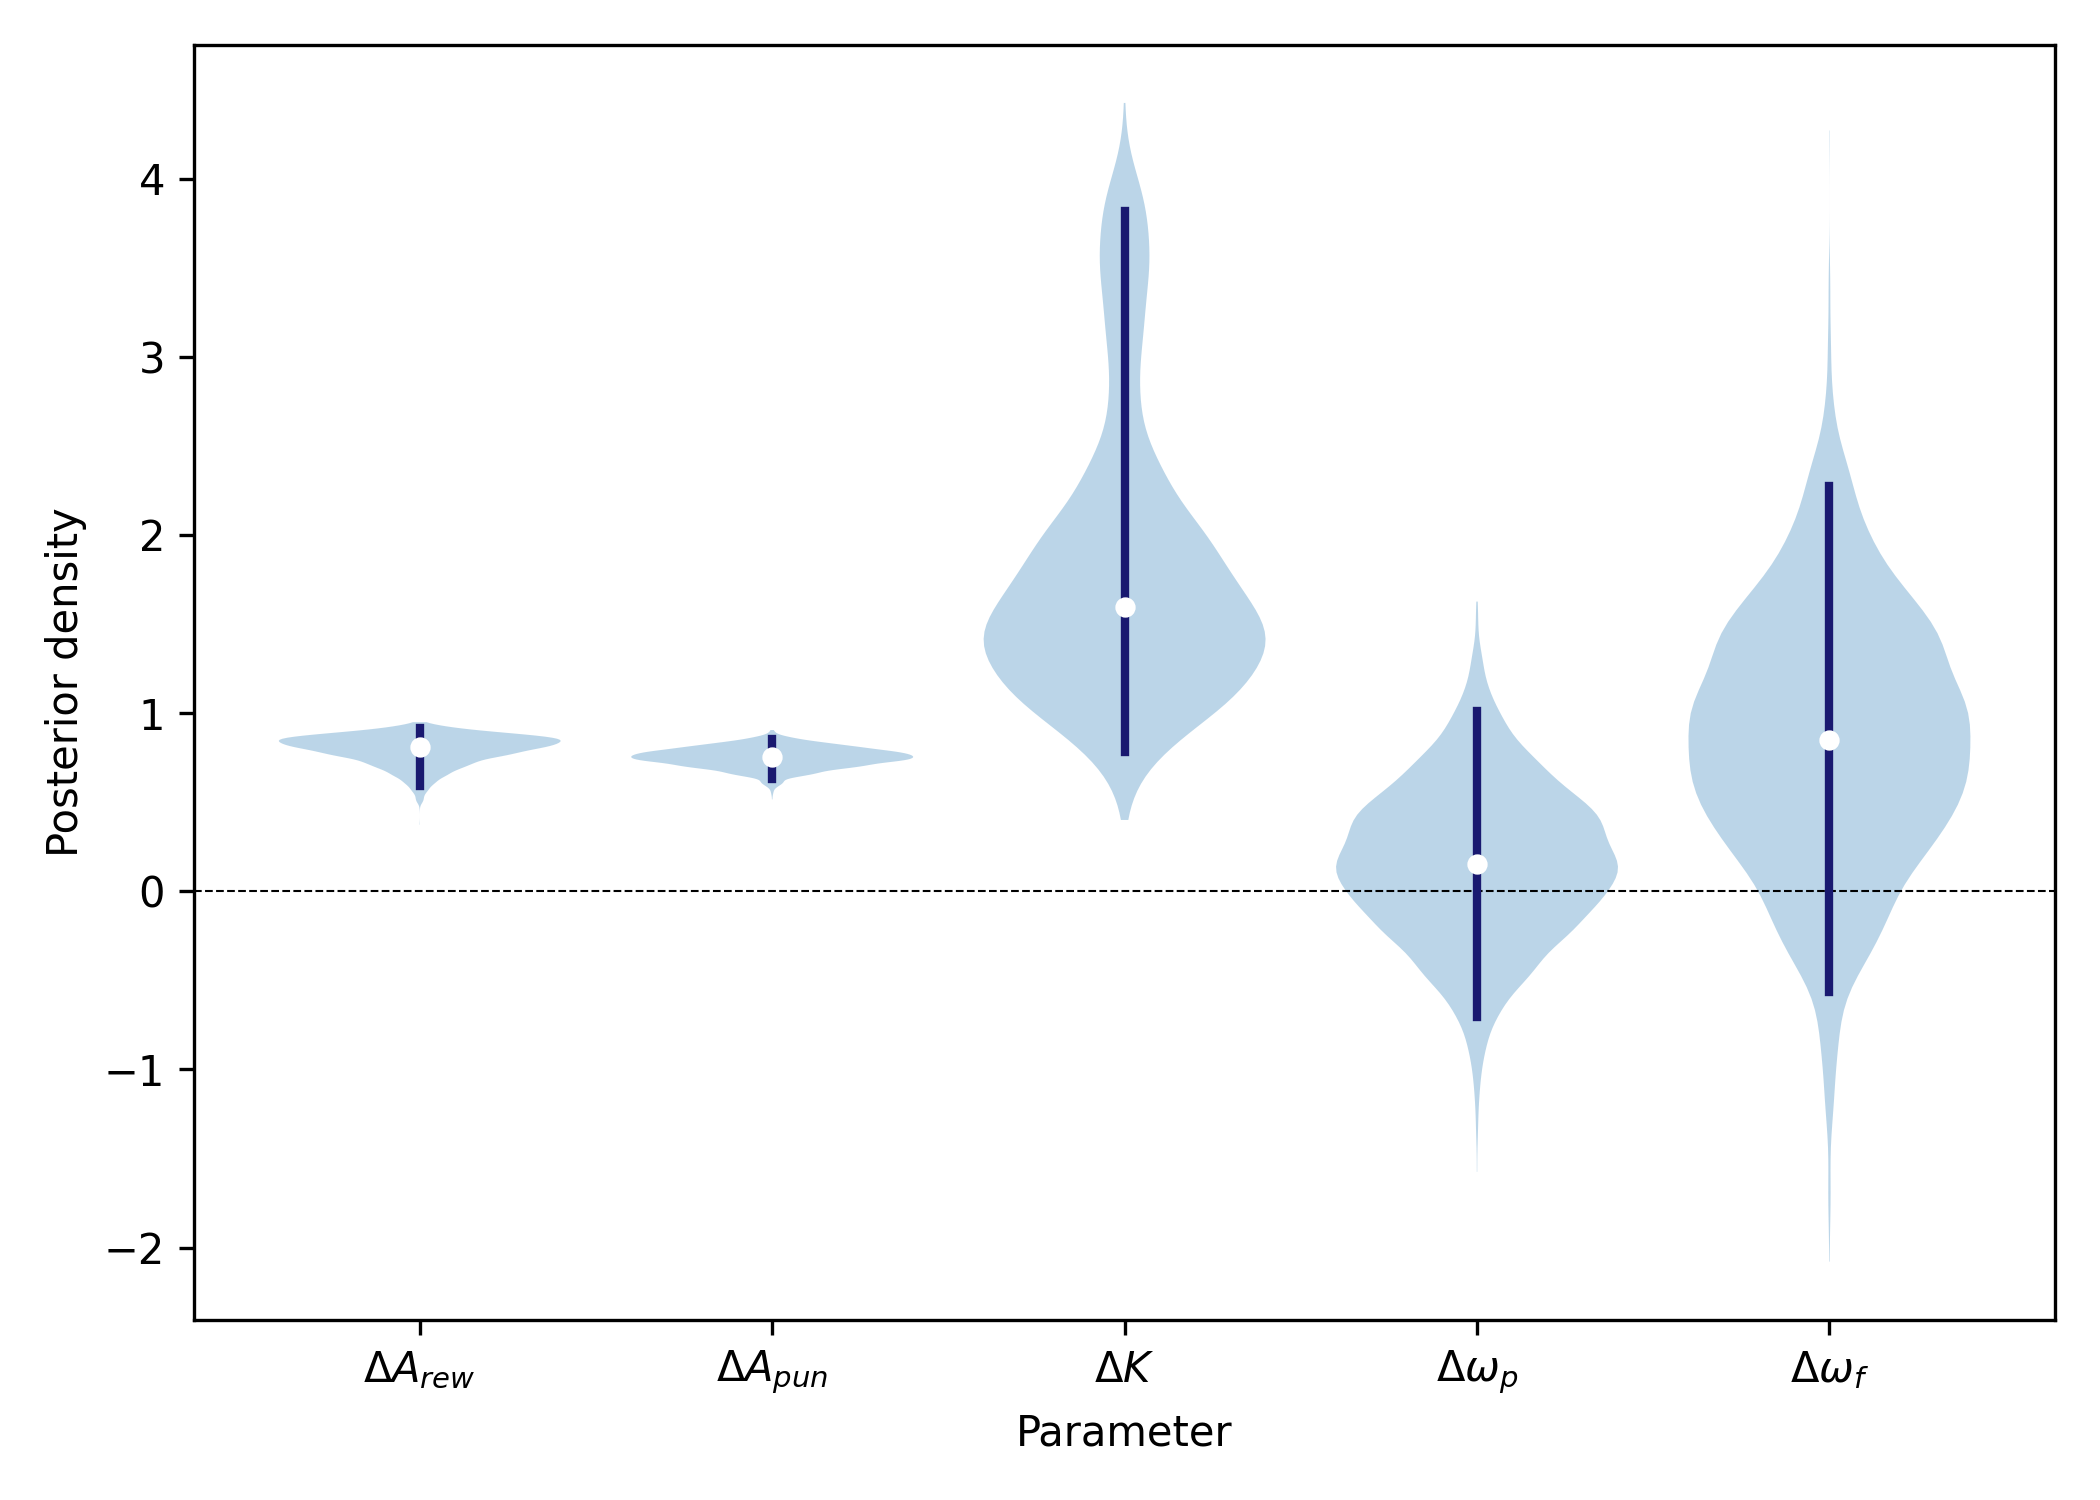 Posterior density
4
3
2
1
0
−1
−2
ΔA_rew ΔA_pun ΔK Δω_p Δω_f
Parameter